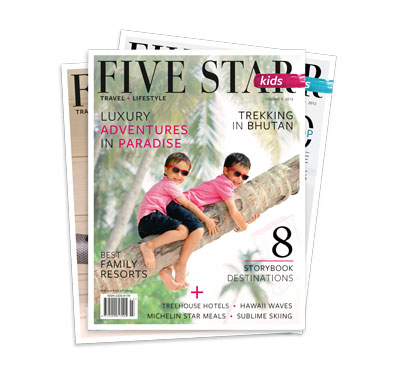 FIVE STAR
kids
TRAVEL + LIFESTYLE
LUXURY
ADVENTURES
IN PARADISE
TREKKING
IN BHUTAN
BEST
FAMILY
RESORTS
8
STORYBOOK
DESTINATIONS
+
TREEHOUSE HOTELS • HAWAII WAVES
MICHELIN STAR MEALS • SUBLIME SKIING